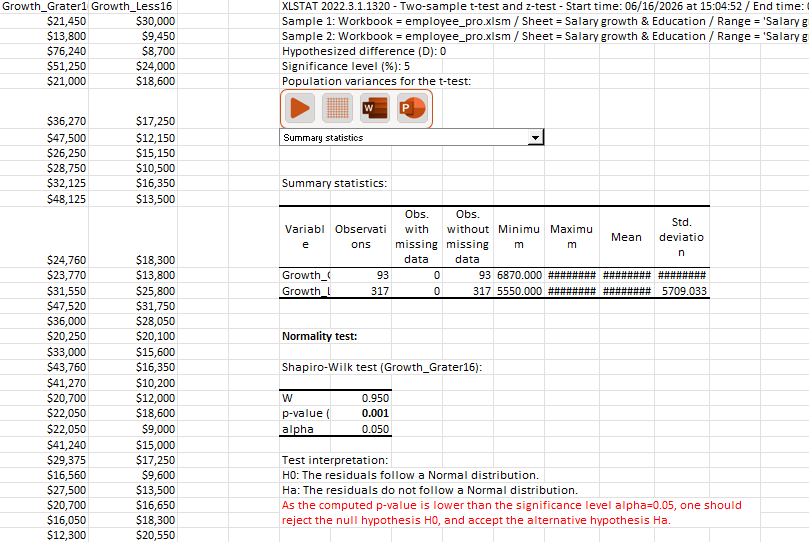 Growth_Grater1 Growth_Less16 XLSTAT 2022.3.1.1320 - Two-sample t-test and z-test - Start time: 06/16/2026 at 15:04:52 / End time:
$21,450 $30,000 Sample 1: Workbook = employee_pro.xlsm / Sheet = Salary growth & Education / Range = 'Salary g
$13,800 $9,450 Sample 2: Workbook = employee_pro.xlsm / Sheet = Salary growth & Education / Range = 'Salary g
$76,240 $8,700 Hypothesized difference (D): 0
$51,250 $24,000 Significance level (%): 5
$21,000 $18,600 Population variances for the t-test:
W P
$36,270 $17,250
$47,500 $12,150 Summary statistics
$26,250 $15,150
$28,750 $10,500
$32,125 $16,350 Summary statistics:
$48,125 $13,500
Variable Observations Obs. with missing data Obs. without missing data Minimum Maximum Mean Std. deviation
$24,760 $18,300
$23,770 $13,800 Growth_( 93 0 93 6870.000 ######## ######## ########
$31,550 $25,800 Growth_L 317 0 317 5550.000 ######## ######## 5709.033
$47,520 $31,750
$36,000 $28,050
$20,250 $20,100 Normality test:
$33,000 $15,600
$43,760 $16,350 Shapiro-Wilk test (Growth_Grater16):
$41,270 $10,200
$20,700 $12,000 W 0.950
$22,050 $18,600 p-value ( 0.001
$22,050 $9,000 alpha 0.050
$41,240 $15,000
$29,375 $17,250 Test interpretation:
$16,560 $9,600 H0: The residuals follow a Normal distribution.
$27,500 $13,500 Ha: The residuals do not follow a Normal distribution.
$20,700 $16,650 As the computed p-value is lower than the significance level alpha=0.05, one should
$16,050 $18,300 reject the null hypothesis H0, and accept the alternative hypothesis Ha.
$12,300 $20,550